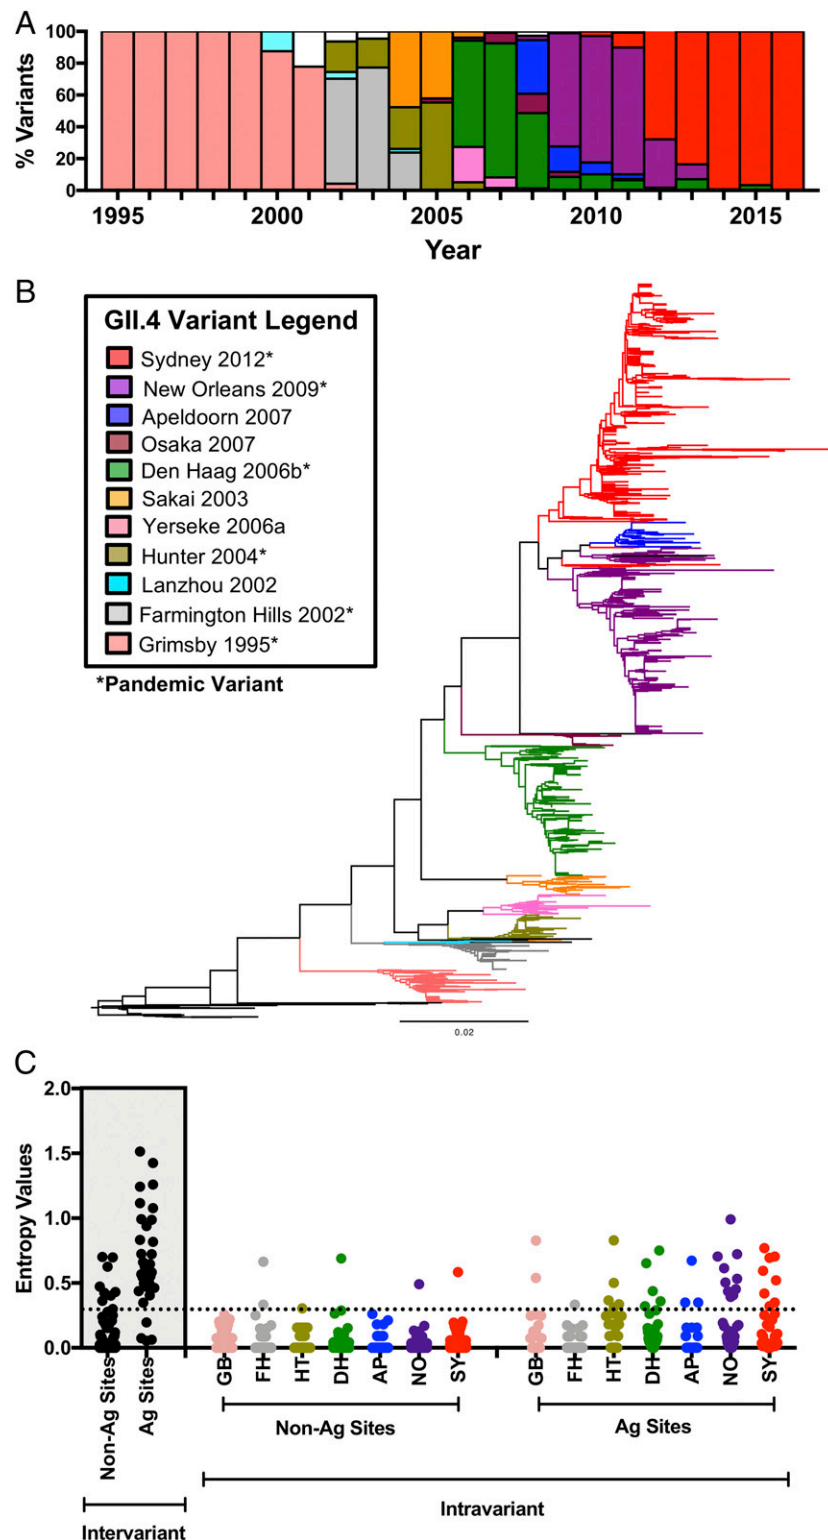 A
100
80
60
40
20
0
% Variants
1995 2000 2005 2010 2015
Year
B
GII.4 Variant Legend
Sydney 2012*
New Orleans 2009*
Apeldoorn 2007
Osaka 2007
Den Haag 2006b*
Sakai 2003
Yerseke 2006a
Hunter 2004*
Lanzhou 2002
Farmington Hills 2002*
Grimsby 1995*
*Pandemic Variant
0.02
C
2.0
1.5
1.0
0.5
0.0
Entropy Values
Non-Ag Sites
Ag Sites
GB FH HT DH AP NO SY
GB FH HT DH AP NO SY
Non-Ag Sites
Ag Sites
Intervariant
Intravariant